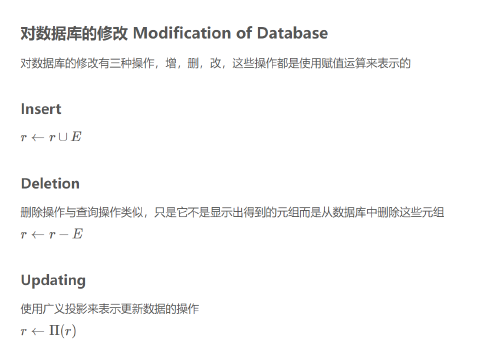 对数据库的修改 Modification of Database
对数据库的修改有三种操作，增，删，改，这些操作都是使用赋值运算来表示的
Insert
r ← r ∪ E
Deletion
删除操作与查询操作类似，只是它不是显示出得到的元组而是从数据库中删除这些元组
r ← r − E
Updating
使用广义投影来表示更新数据的操作
r ← Π(r)